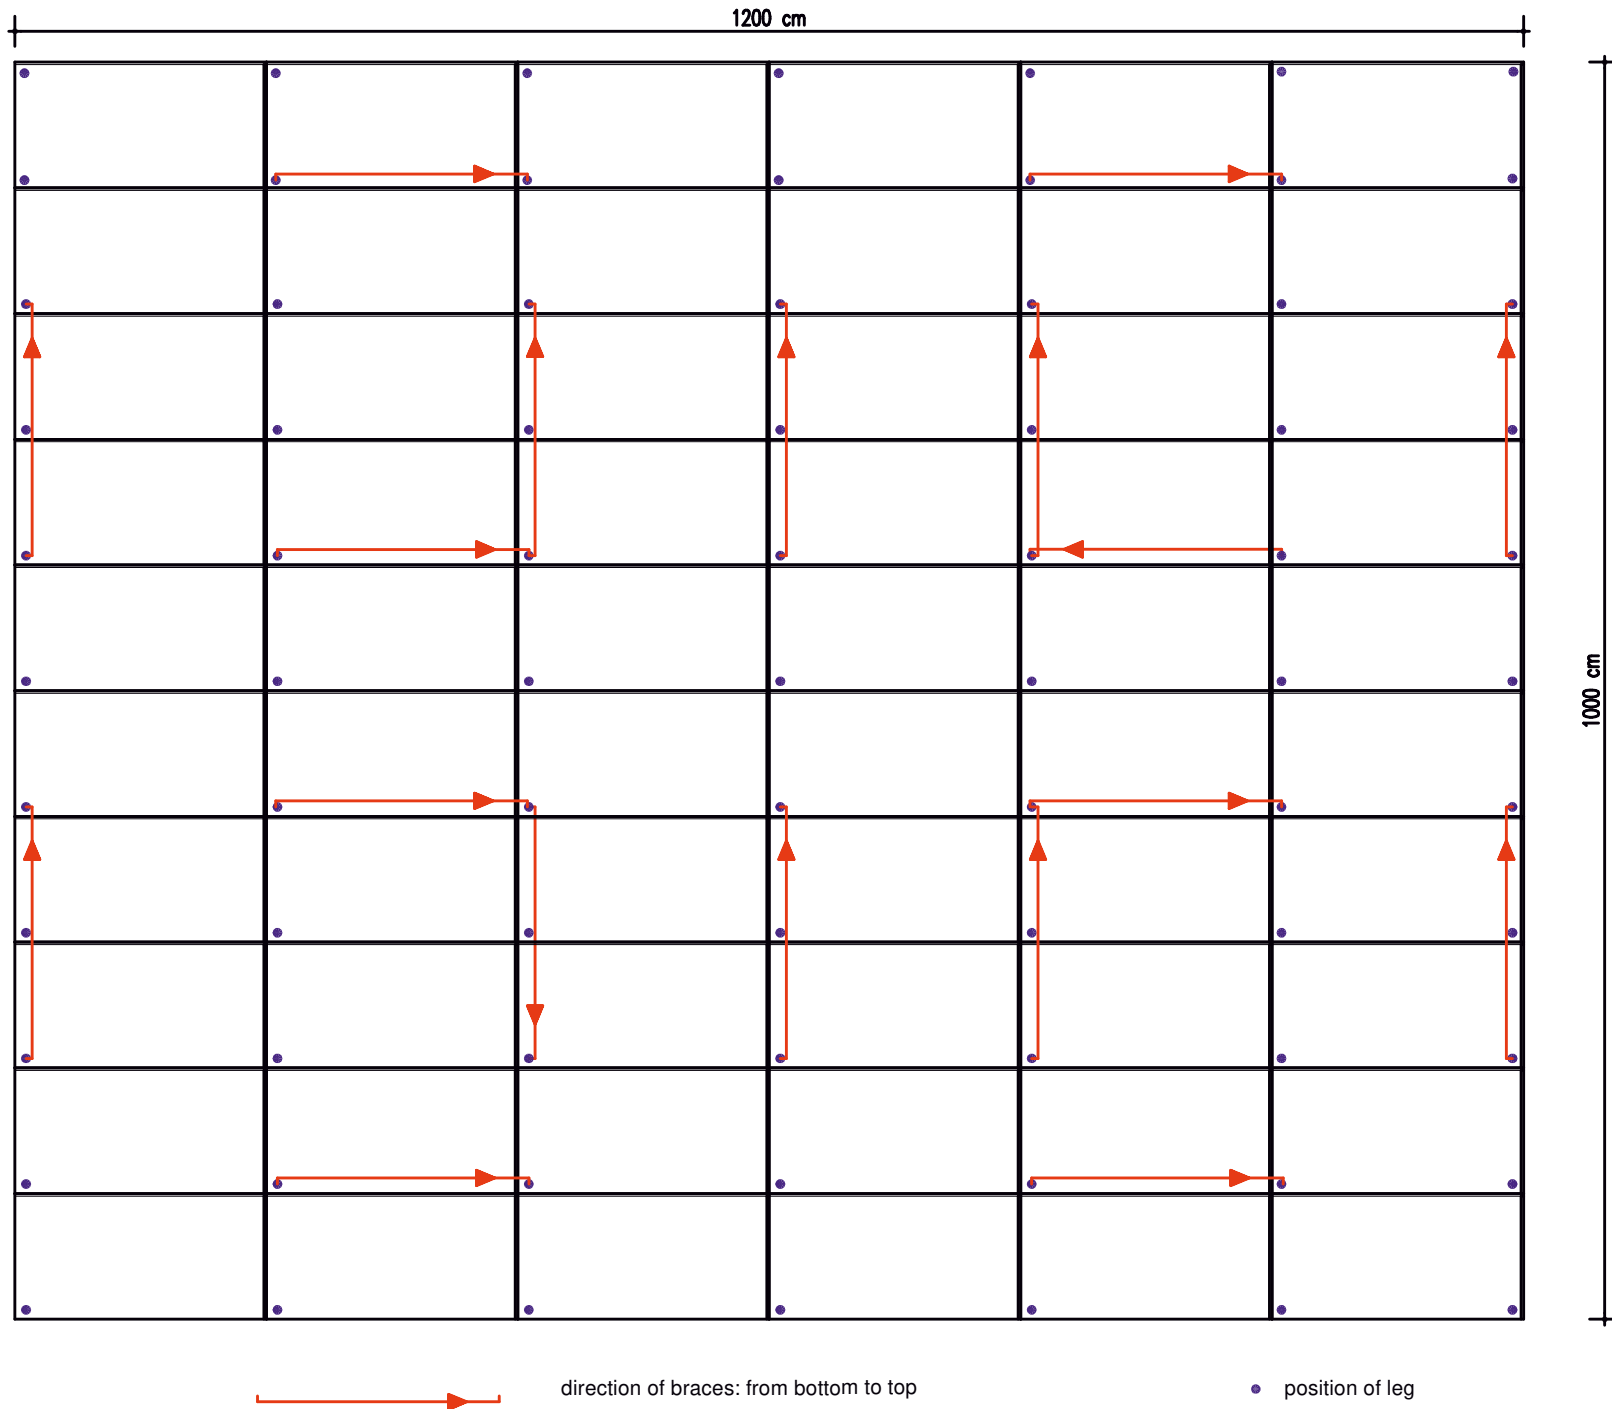 1200 cm
1000 cm
direction of braces: from bottom to top
position of leg